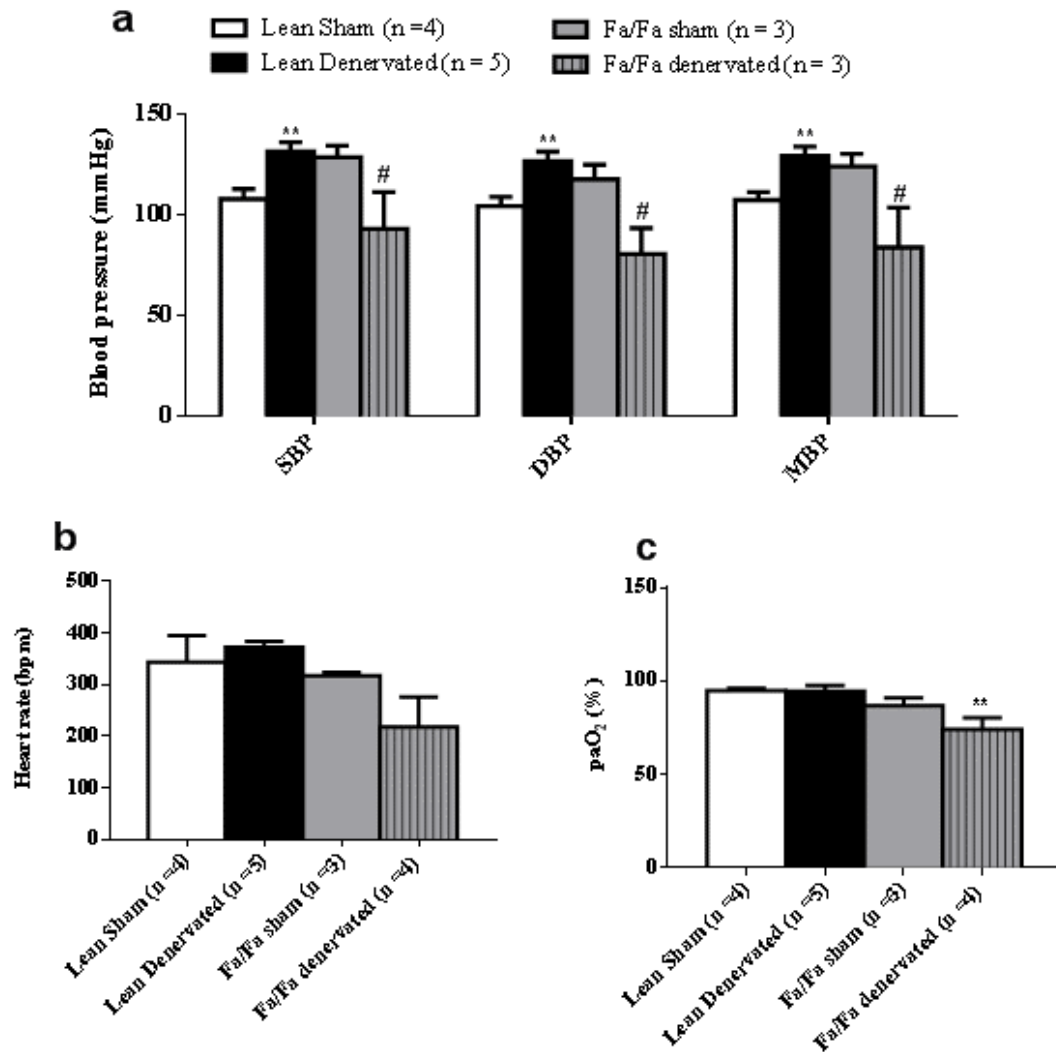 a
Lean Sham (n =4)
Fa/Fa sham (n = 3)
Lean Denervated (n = 5)
Fa/Fa denervated (n = 3)
Blood pressure (mm Hg)
150
100
50
0
**
#
**
#
**
#
SBP
DBP
MBP
b
Heart rate (bpm)
500
400
300
200
100
0
Lean Sham (n =4)
Lean Denervated (n =5)
Fa/Fa sham (n =3)
Fa/Fa denervated (n =4)
c
paO₂ (%)
150
100
50
0
**
Lean Sham (n =4)
Lean Denervated (n =5)
Fa/Fa sham (n =3)
Fa/Fa denervated (n =4)